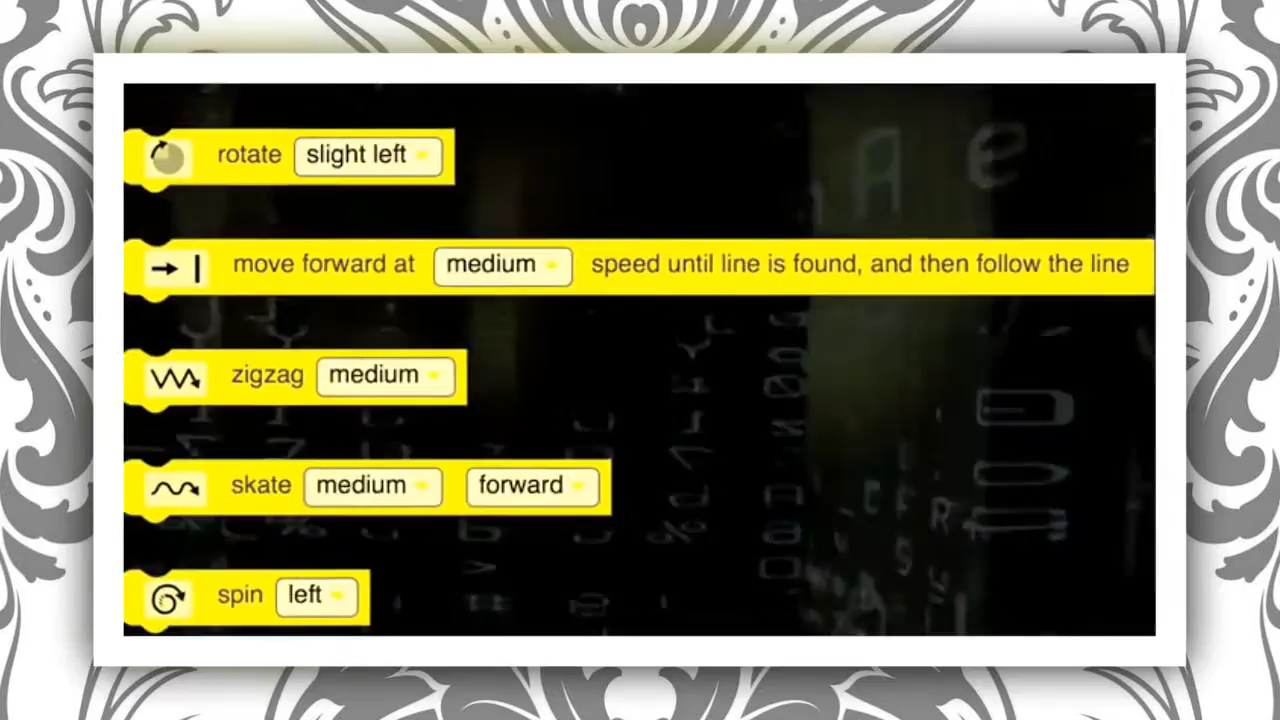 rotate slight left
move forward at medium speed until line is found, and then follow the line
zigzag medium
skate medium forward
spin left